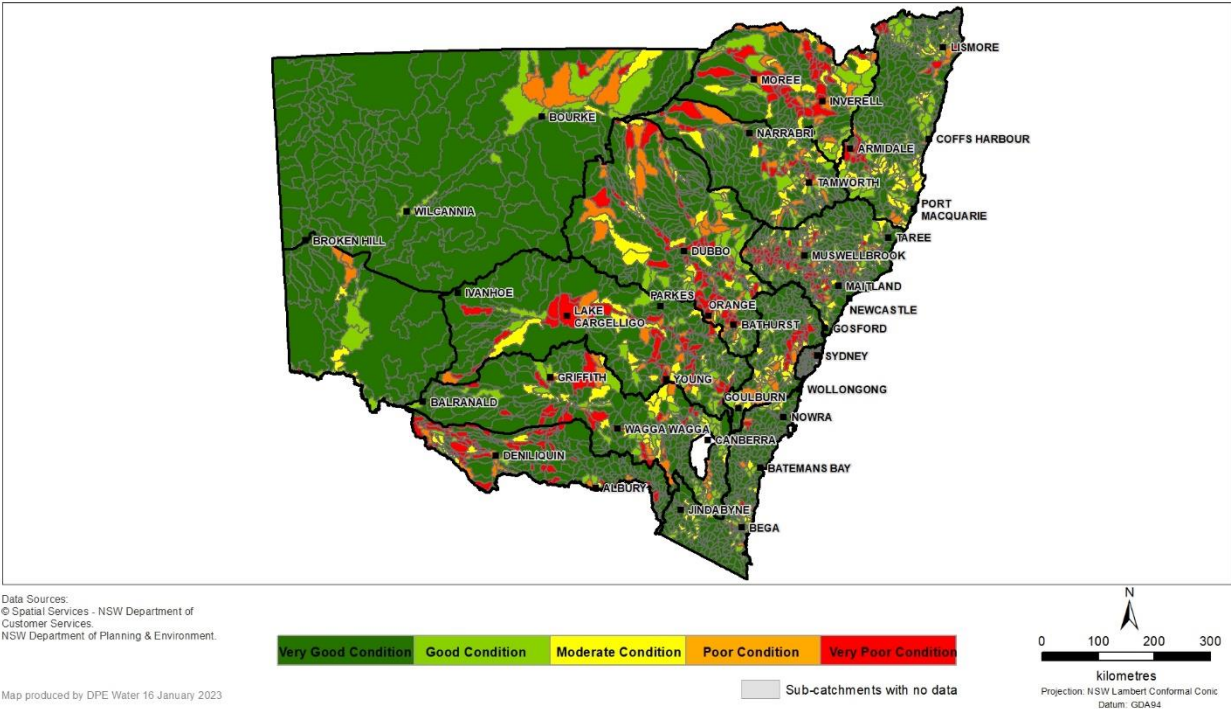 LISMORE
MOREE
INVERELL
BOURKE
NARRABRI
COFFS HARBOUR
ARMIDALE
TAMWORTH
WILCANNIA
PORT
MACQUARIE
BROKEN HILL
TAREE
DUBBO
MUSWELLBROOK
MAITLAND
IVANHOE
PARKES
NEWCASTLE
LAKE
CARGELLIGO
ORANGE
BATHURST
GOSFORD
SYDNEY
GRIFFITH
YOUNG
WOLLONGONG
BALRANALD
GOULBURN
NOWRA
WAGGA WAGGA
CANBERRA
DENILIQUIN
BATEMANS BAY
ALBURY
JINDABYNE
BEGA
Data Sources:
© Spatial Services - NSW Department of
Customer Services.
NSW Department of Planning & Environment.
Map produced by DPE Water 16 January 2023
Very Good Condition
Good Condition
Moderate Condition
Poor Condition
Very Poor Condition
Sub-catchments with no data
N
0 100 200 300
kilometres
Projection: NSW Lambert Conformal Conic
Datum: GDA94